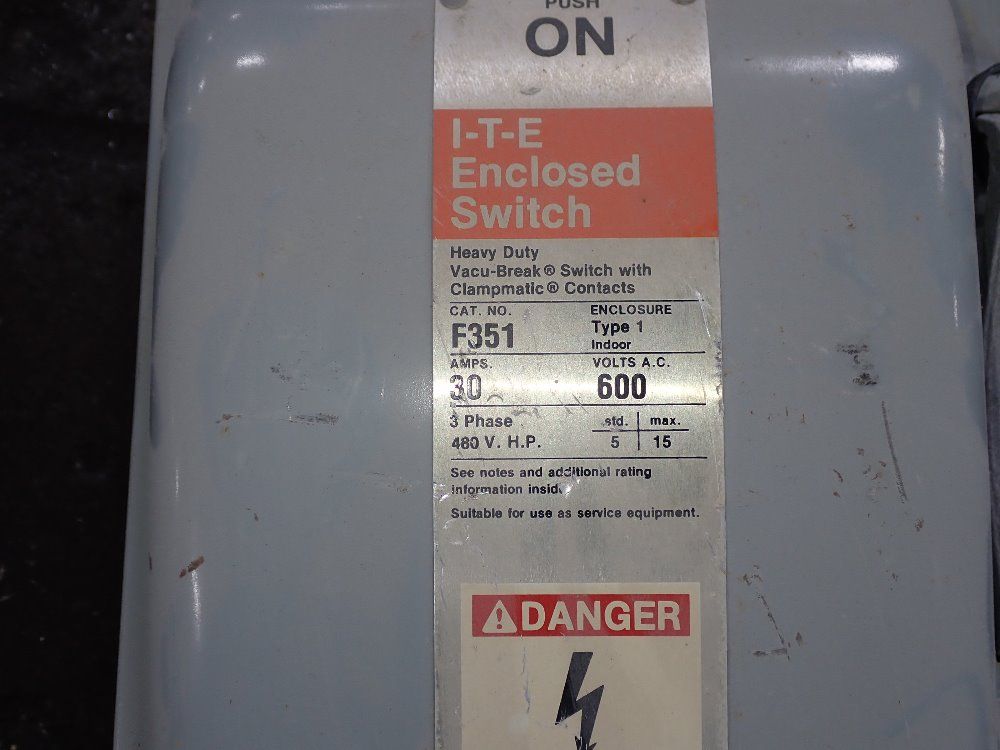 PUSH
ON
I-T-E
Enclosed
Switch
Heavy Duty
Vacu-Break® Switch with
Clampmatic® Contacts
CAT. NO. ENCLOSURE
F351 Type 1
Indoor
AMPS. VOLTS A.C.
30 600
3 Phase std. max.
480 V. H.P. 5 15
See notes and additional rating
information inside
Suitable for use as service equipment.
DANGER